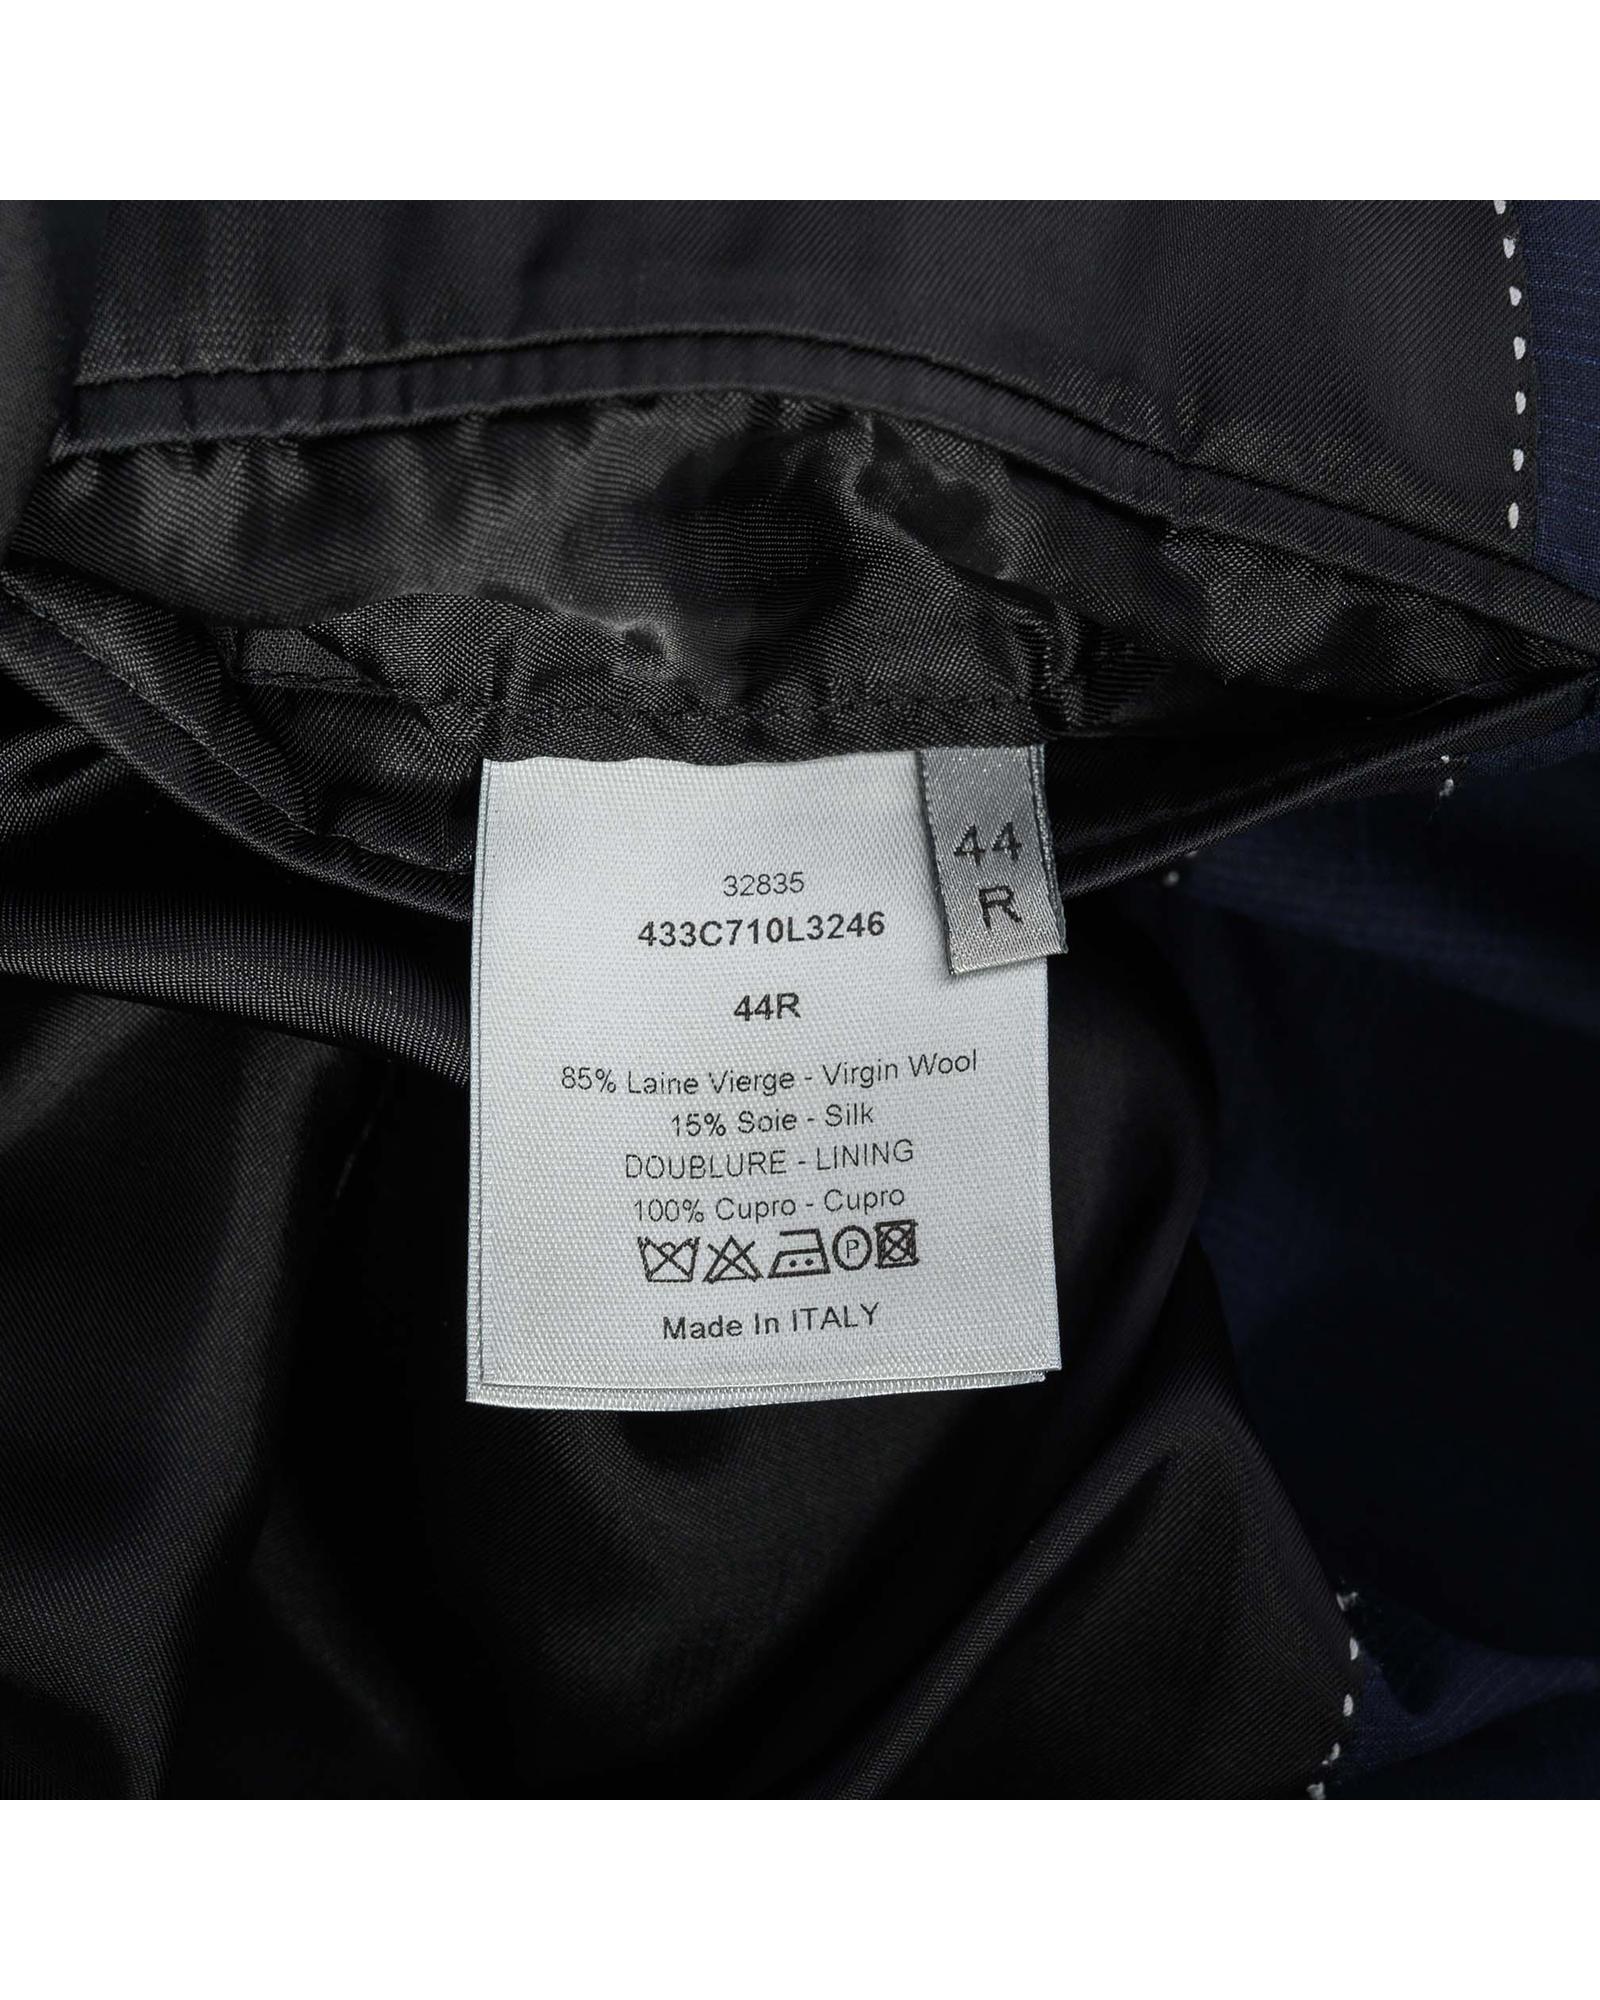 44
R
32835
433C710L3246
44R
85% Laine Vierge - Virgin Wool
15% Soie - Silk
DOUBLURE - LINING
100% Cupro - Cupro
P
Made In ITALY